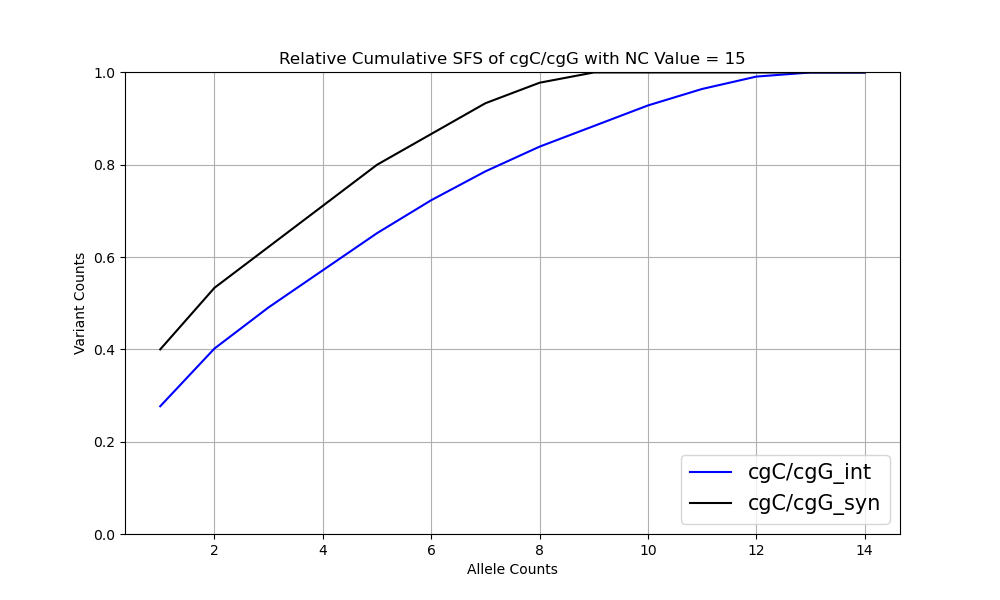 Relative Cumulative SFS of cgC/cgG with NC Value = 15
1.0
0.8
0.6
0.4
0.2
0.0
Variant Counts
2 4 6 8 10 12 14
Allele Counts
cgC/cgG_int
cgC/cgG_syn